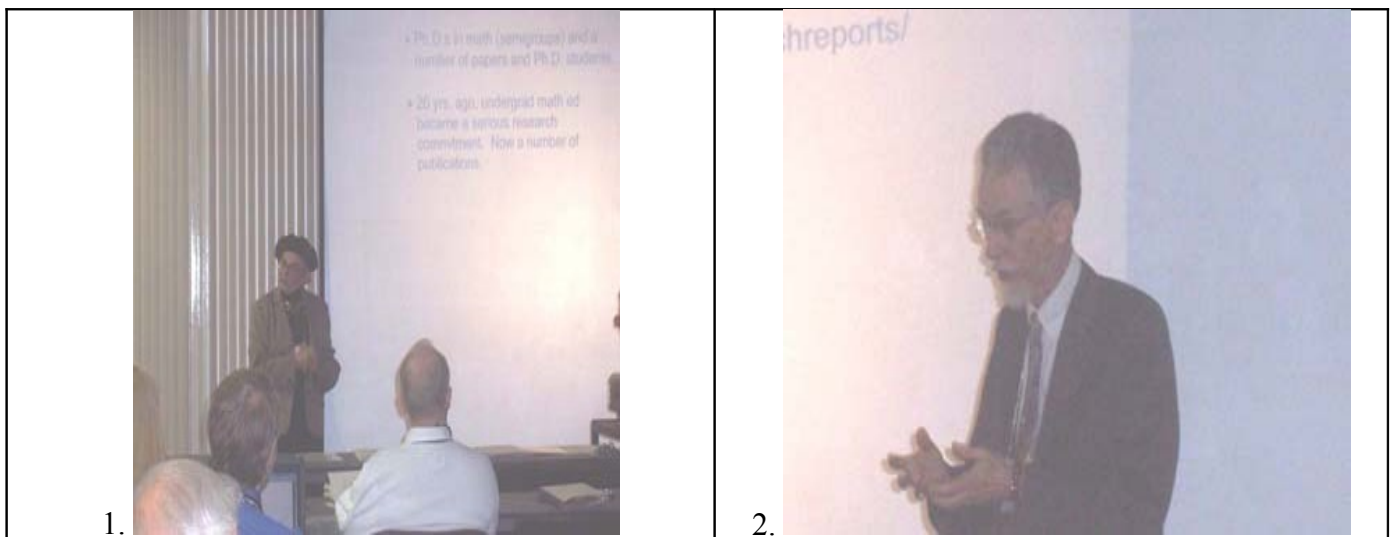 • Ph.D.s in math (semigroups) and a
number of papers and Ph.D. students.
• 20 yrs. ago, undergrad math ed
became a serious research
commitment. Now a number of
publications.
chreports/
1.
2.